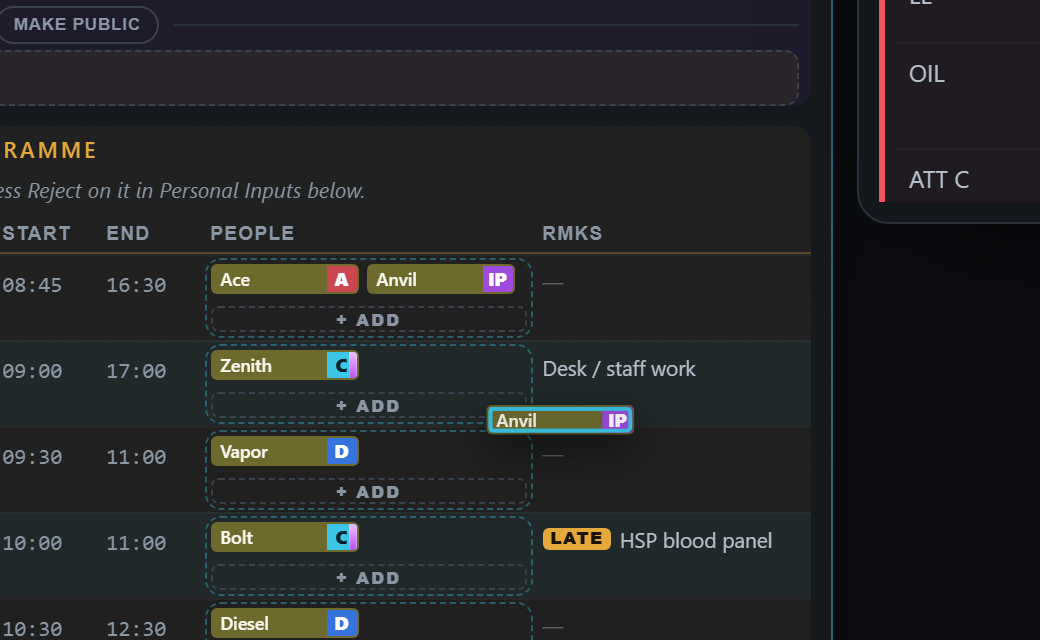 MAKE PUBLIC
OIL
ATT C
RAMME
ess Reject on it in Personal Inputs below.
START END PEOPLE RMKS
08:45 16:30 Ace A Anvil IP —
+ ADD
09:00 17:00 Zenith C Desk / staff work
+ ADD
Anvil IP
09:30 11:00 Vapor D —
+ ADD
10:00 11:00 Bolt C LATE HSP blood panel
+ ADD
10:30 12:30 Diesel D —